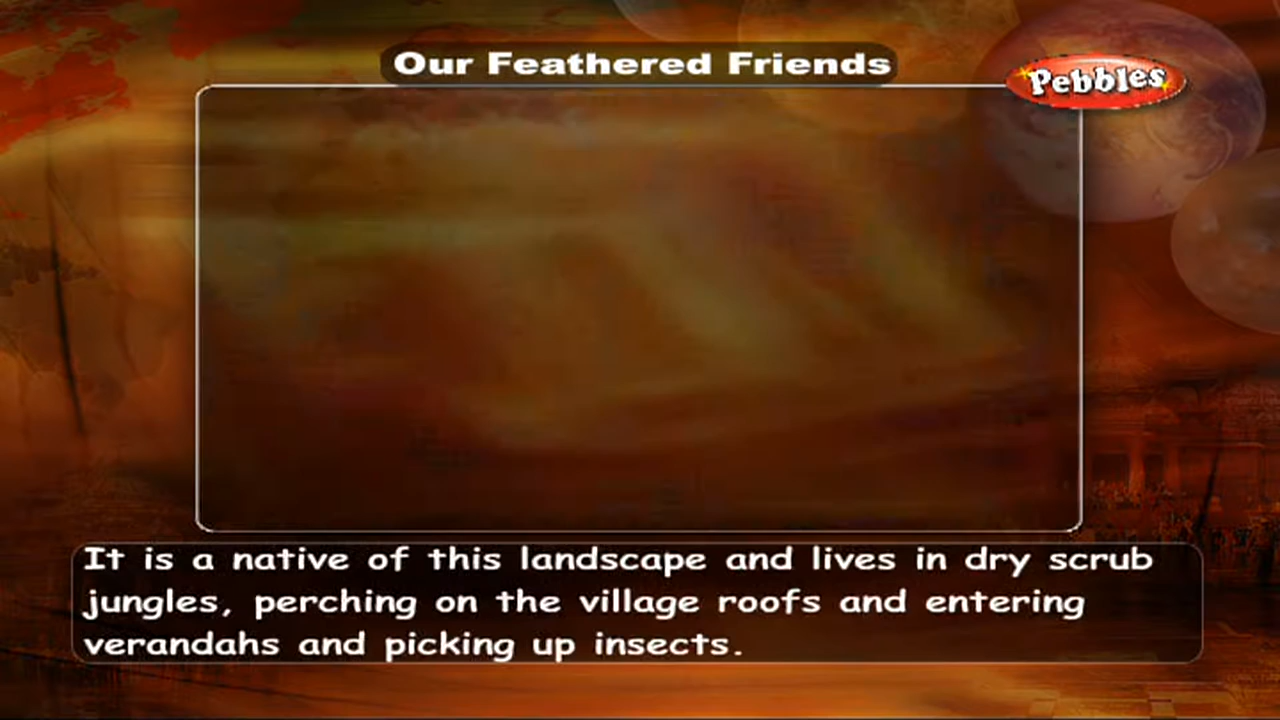 Our Feathered Friends
Pebbles
It is a native of this landscape and lives in dry scrub
jungles, perching on the village roofs and entering
verandahs and picking up insects.